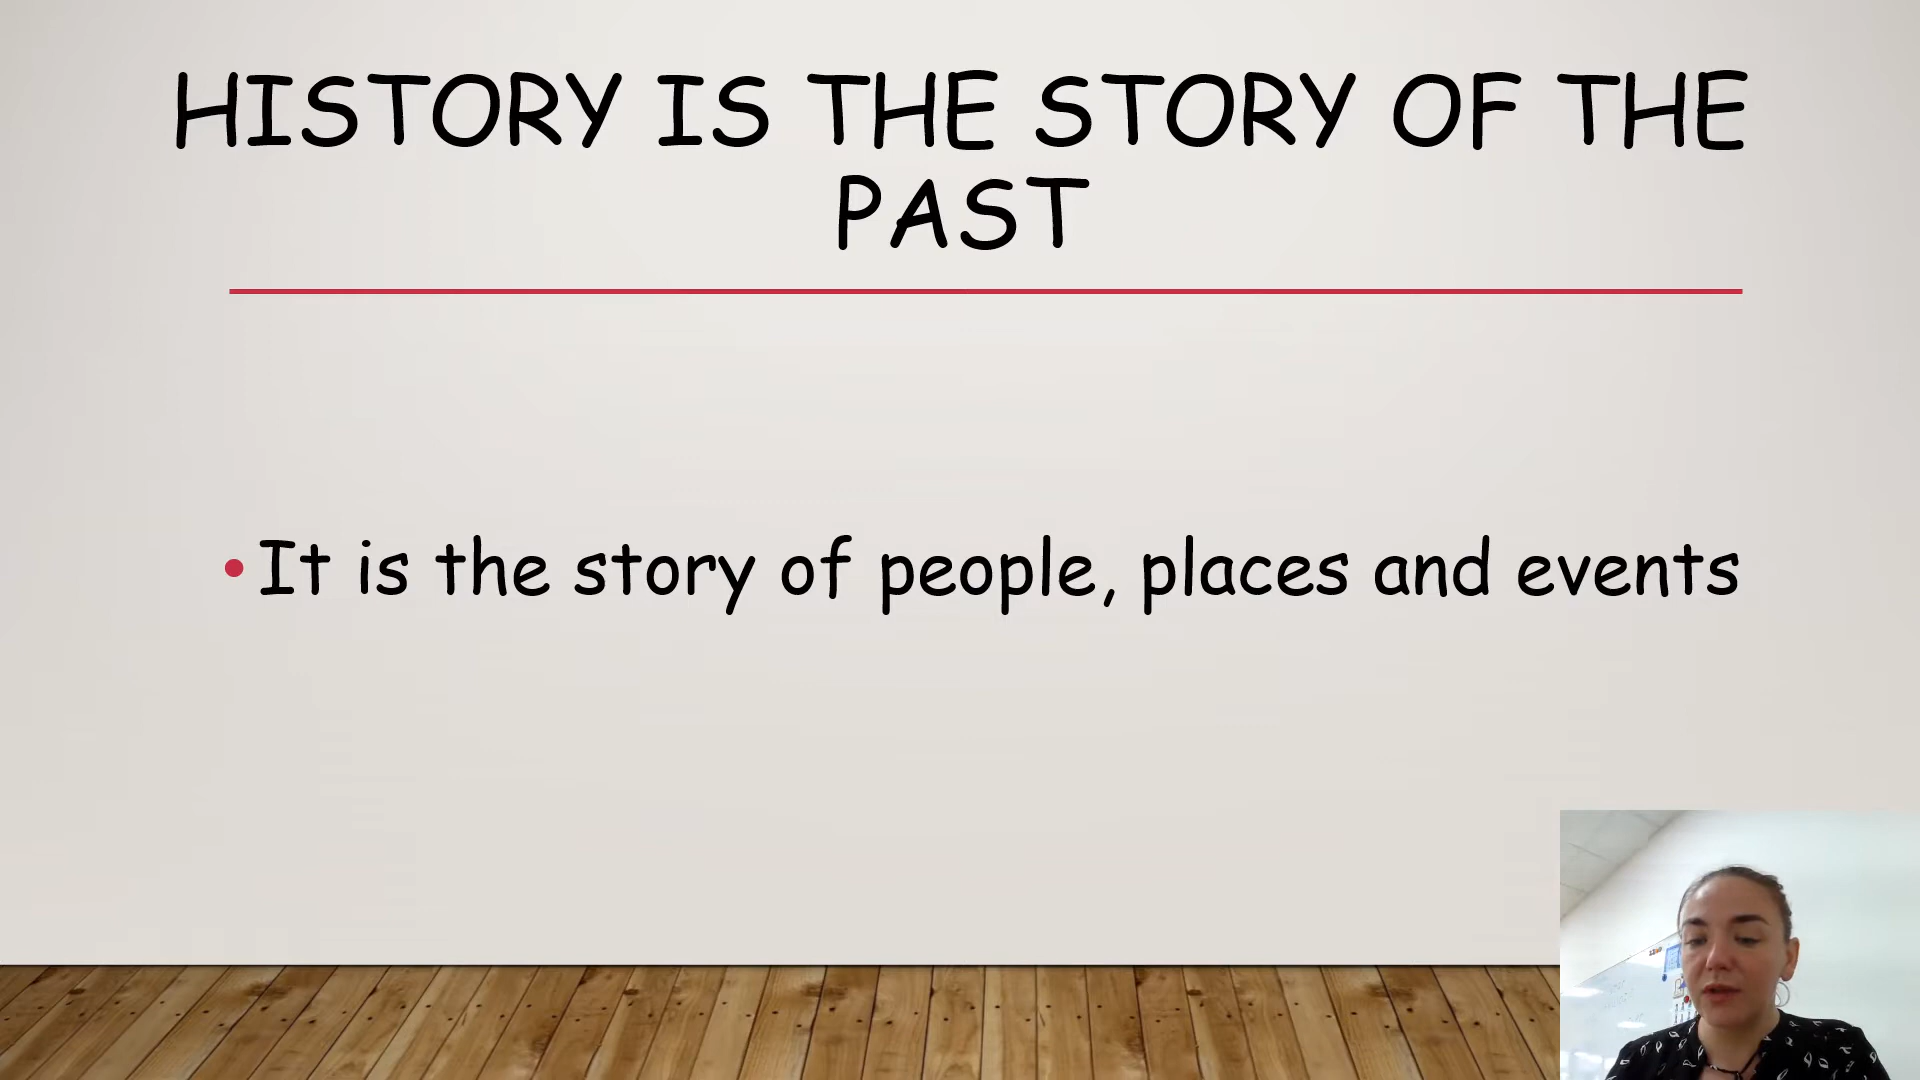 HISTORY IS THE STORY OF THE
PAST
• It is the story of people, places and events